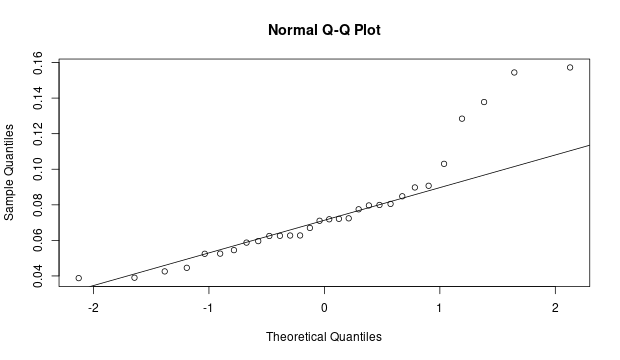 Normal Q-Q Plot
Sample Quantiles
0.16
0.14
0.12
0.10
0.08
0.06
0.04
-2 -1 0 1 2
Theoretical Quantiles